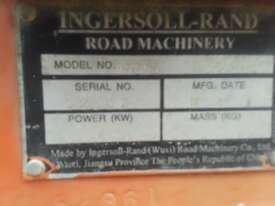 INGERSOLL-RAND
ROAD MACHINERY
MODEL NO.
SERIAL NO. MFG. DATE
POWER (KW) MASS (KG)
Made by Ingersoll-Rand (Wuxi) Road Machinery Co., Ltd.
Wuxi, Jiangsu Province The People's Republic of China